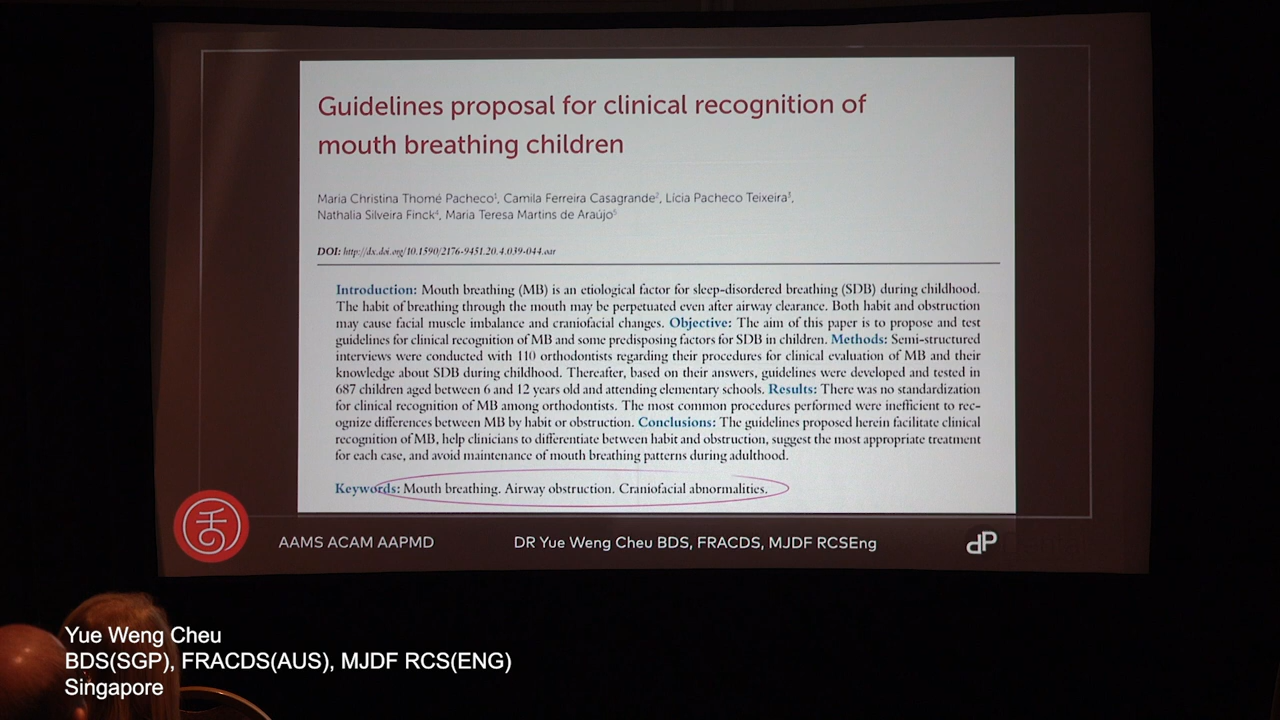 Guidelines proposal for clinical recognition of
mouth breathing children
Maria Christina Thomé Pacheco1, Camila Ferreira Casagrande2, Lícia Pacheco Teixeira3,
Nathalia Silveira Finck4, Maria Teresa Martins de Araújo5
DOI: http://dx.doi.org/10.1590/2176-9451.20.4.039-044.oar
Introduction: Mouth breathing (MB) is an etiological factor for sleep-disordered breathing (SDB) during childhood.
The habit of breathing through the mouth may be perpetuated even after airway clearance. Both habit and obstruction
may cause facial muscle imbalance and craniofacial changes. Objective: The aim of this paper is to propose and test
guidelines for clinical recognition of MB and some predisposing factors for SDB in children. Methods: Semi-structured
interviews were conducted with 110 orthodontists regarding their procedures for clinical evaluation of MB and their
knowledge about SDB during childhood. Thereafter, based on their answers, guidelines were developed and tested in
687 children aged between 6 and 12 years old and attending elementary schools. Results: There was no standardization
for clinical recognition of MB among orthodontists. The most common procedures performed were inefficient to rec-
ognize differences between MB by habit or obstruction. Conclusions: The guidelines proposed herein facilitate clinical
recognition of MB, help clinicians to differentiate between habit and obstruction, suggest the most appropriate treatment
for each case, and avoid maintenance of mouth breathing patterns during adulthood.
Keywords: Mouth breathing. Airway obstruction. Craniofacial abnormalities.
舌
AAMS ACAM AAPMD
DR Yue Weng Cheu BDS, FRACDS, MJDF RCSEng
dP
Yue Weng Cheu
BDS(SGP), FRACDS(AUS), MJDF RCS(ENG)
Singapore